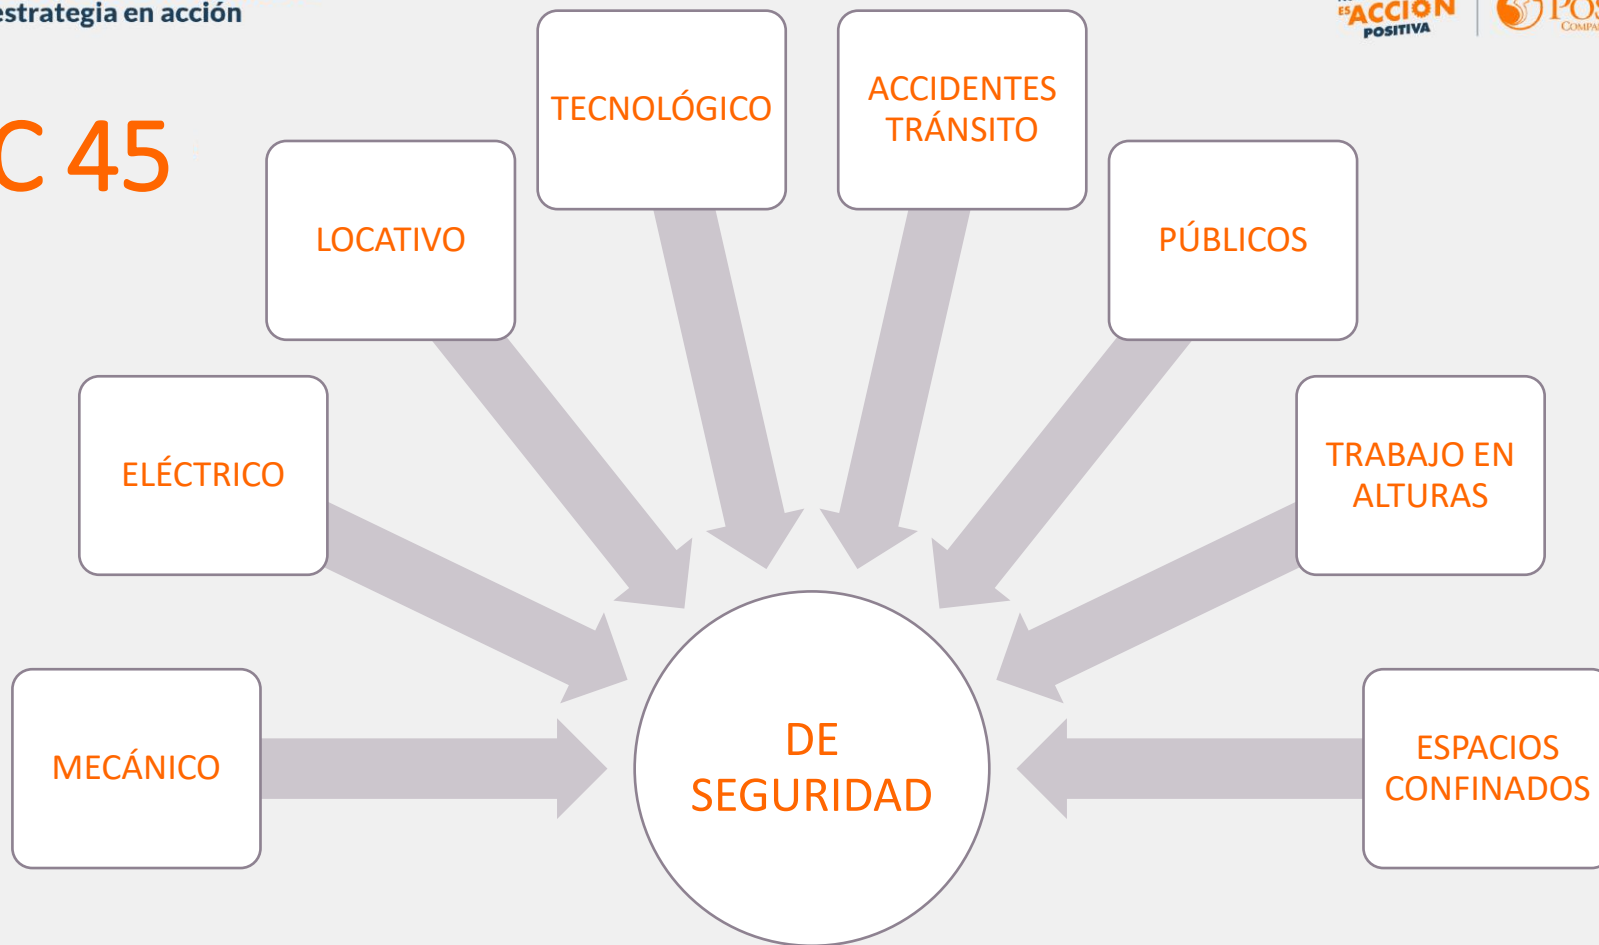 estrategia en acción
ES ACCIÓN
POSITIVA
C 45
TECNOLÓGICO
ACCIDENTES
TRÁNSITO
LOCATIVO
PÚBLICOS
ELÉCTRICO
TRABAJO EN
ALTURAS
MECÁNICO
DE
SEGURIDAD
ESPACIOS
CONFINADOS